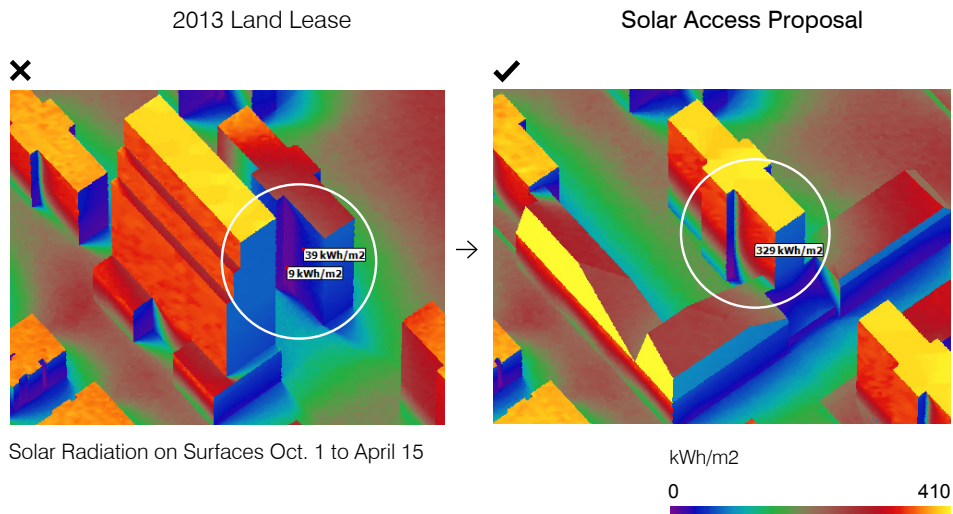 2013 Land Lease
Solar Access Proposal
39 kWh/m2
9 kWh/m2
329 kWh/m2
Solar Radiation on Surfaces Oct. 1 to April 15
kWh/m2
0 410